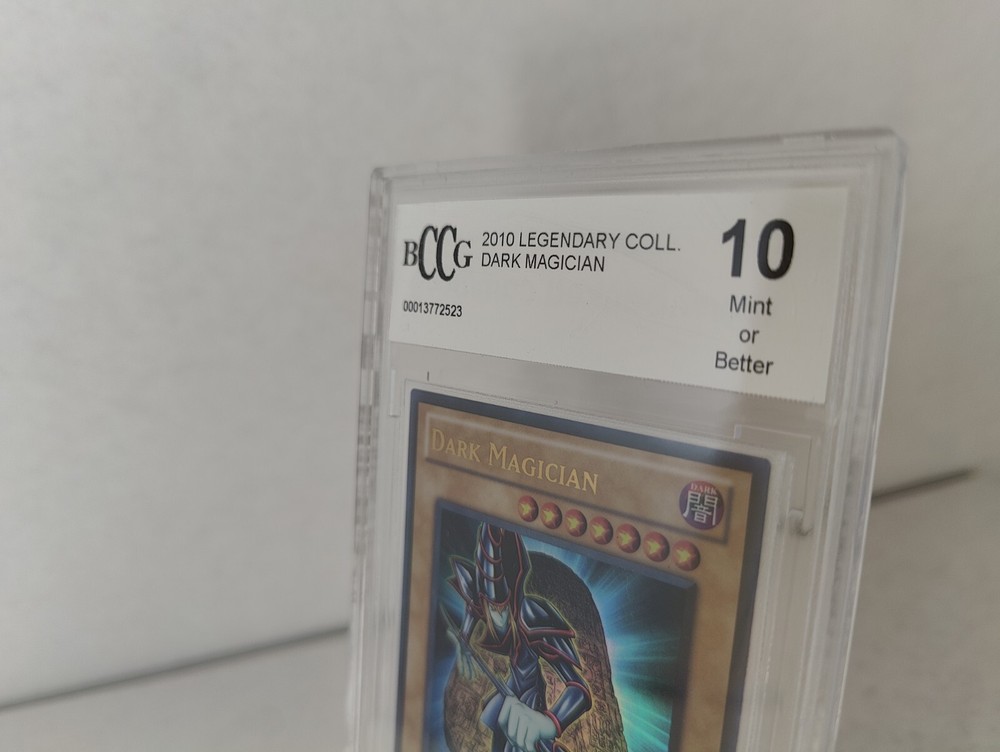 BCCG
2010 LEGENDARY COLL.
DARK MAGICIAN
00013772523
10
Mint
or
Better
DARK MAGICIAN
DARK
闇